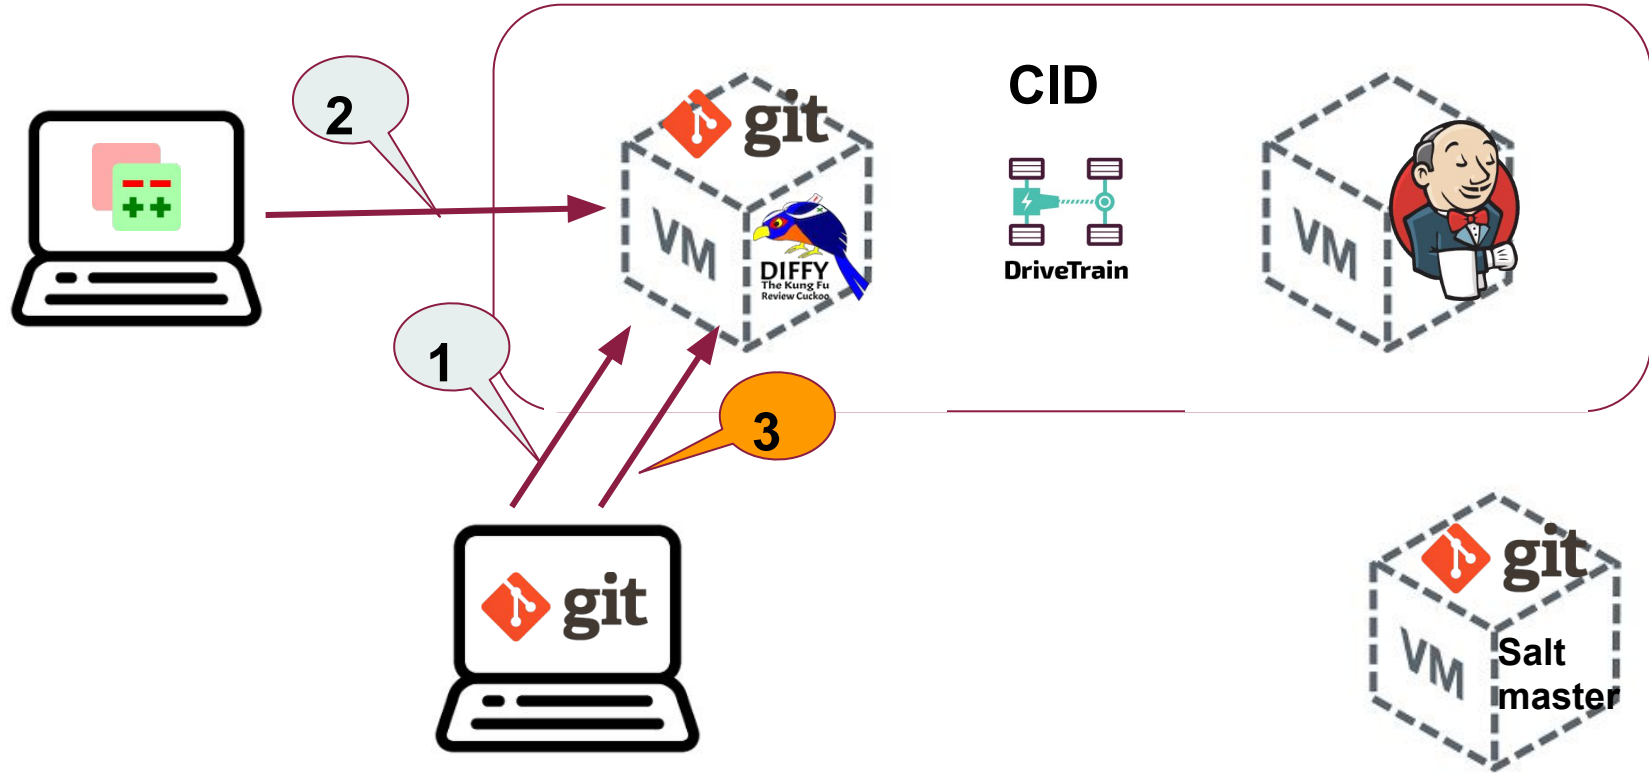 2
git
CID
VM
DIFFY
The Kung Fu
Review Cuckoo
DriveTrain
VM
1
3
git
git
VM
Salt
master